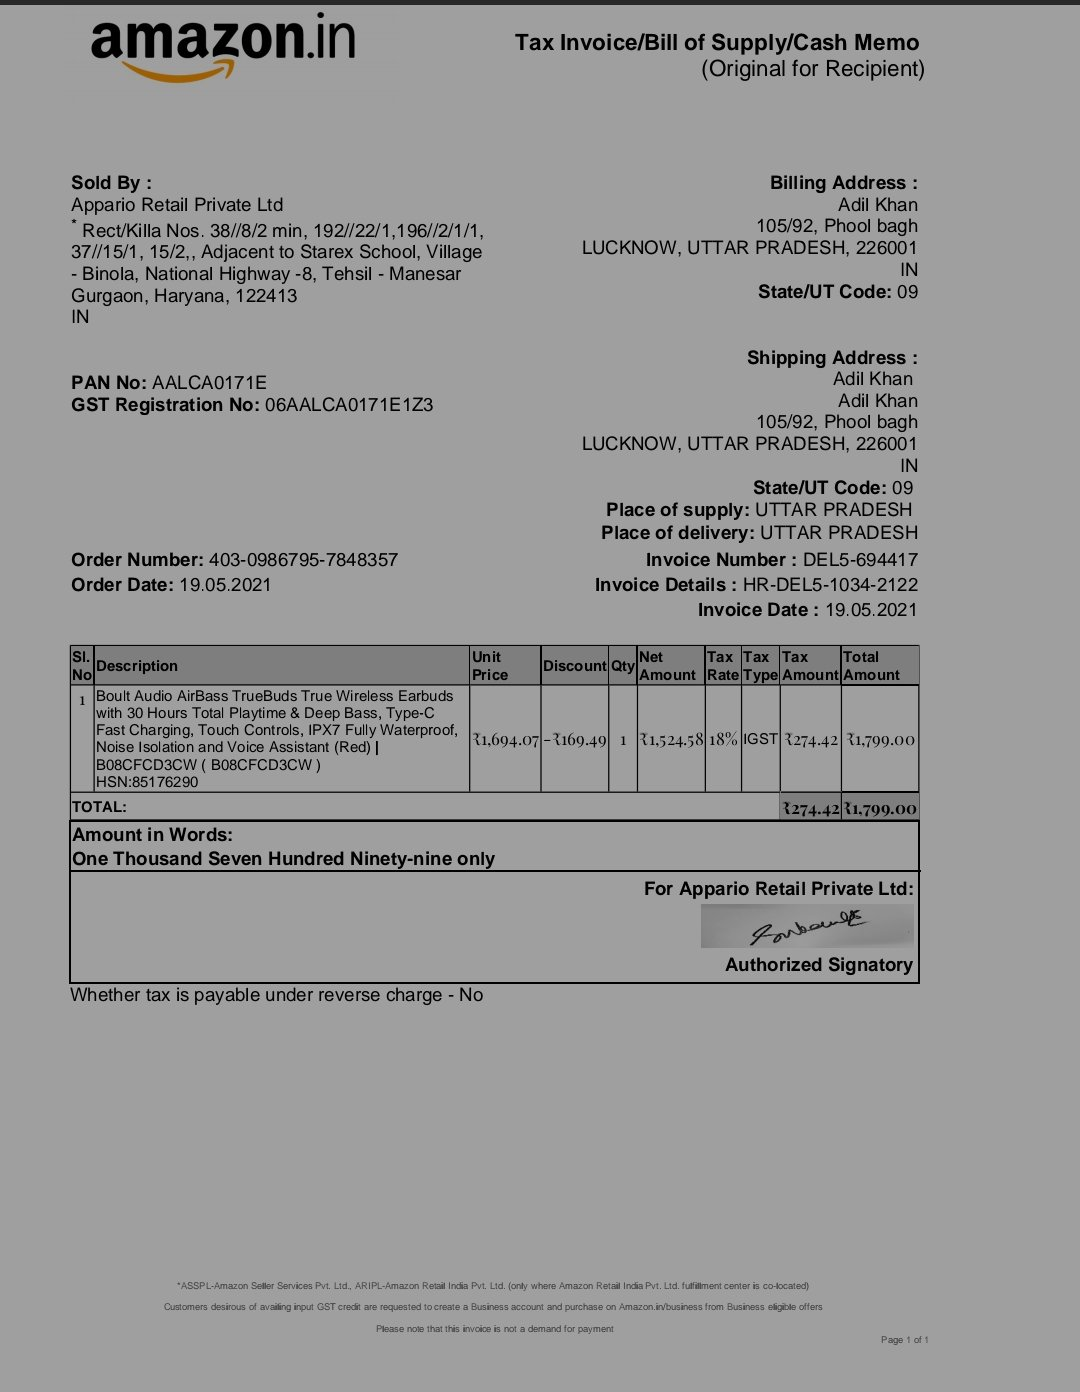 amazon.in
Tax Invoice/Bill of Supply/Cash Memo
(Original for Recipient)
Sold By :
Appario Retail Private Ltd
* Rect/Killa Nos. 38//8/2 min, 192//22/1,196//2/1/1,
37//15/1, 15/2,, Adjacent to Starex School, Village
- Binola, National Highway -8, Tehsil - Manesar
Gurgaon, Haryana, 122413
IN
Billing Address :
Adil Khan
105/92, Phool bagh
LUCKNOW, UTTAR PRADESH, 226001
IN
State/UT Code: 09
PAN No: AALCA0171E
GST Registration No: 06AALCA0171E1Z3
Shipping Address :
Adil Khan
Adil Khan
105/92, Phool bagh
LUCKNOW, UTTAR PRADESH, 226001
IN
State/UT Code: 09
Place of supply: UTTAR PRADESH
Place of delivery: UTTAR PRADESH
Order Number: 403-0986795-7848357
Order Date: 19.05.2021
Invoice Number : DEL5-694417
Invoice Details : HR-DEL5-1034-2122
Invoice Date : 19.05.2021
Sl. No Description Unit Price Discount Qty Net Amount Tax Rate Tax Type Tax Amount Total Amount
1 Boult Audio AirBass TrueBuds True Wireless Earbuds
with 30 Hours Total Playtime & Deep Bass, Type-C
Fast Charging, Touch Controls, IPX7 Fully Waterproof,
Noise Isolation and Voice Assistant (Red) |
B08CFCD3CW ( B08CFCD3CW )
HSN:85176290
₹1,694.07 -₹169.49 1 ₹1,524.58 18% IGST ₹274.42 ₹1,799.00
TOTAL: ₹274.42 ₹1,799.00
Amount in Words:
One Thousand Seven Hundred Ninety-nine only
For Appario Retail Private Ltd:
Authorized Signatory
Whether tax is payable under reverse charge - No
*ASSPL-Amazon Seller Services Pvt. Ltd., ARIPL-Amazon Retail India Pvt. Ltd. (only where Amazon Retail India Pvt. Ltd. fulfillment center is co-located)
Customers desirous of availing input GST credit are requested to create a Business account and purchase on Amazon.in/business from Business eligible offers
Please note that this invoice is not a demand for payment
Page 1 of 1